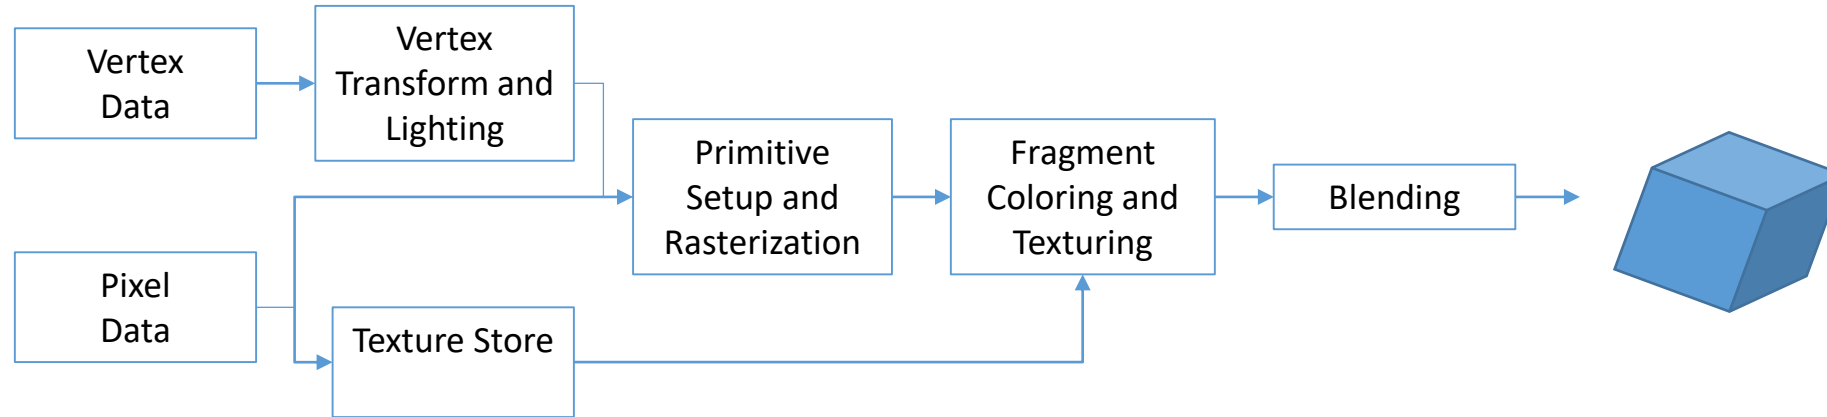 Vertex
Data
Vertex
Transform and
Lighting
Primitive
Setup and
Rasterization
Fragment
Coloring and
Texturing
Blending
Pixel
Data
Texture Store